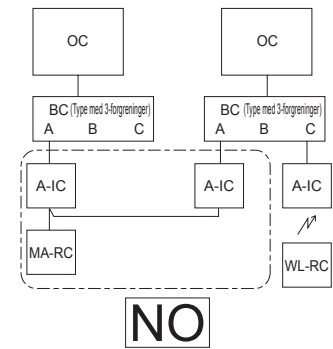 OC OC
BC (Type med 3-forgreninger) BC (Type med 3-forgreninger)
A B C A B C
A-IC A-IC A-IC
MA-RC WL-RC
NO